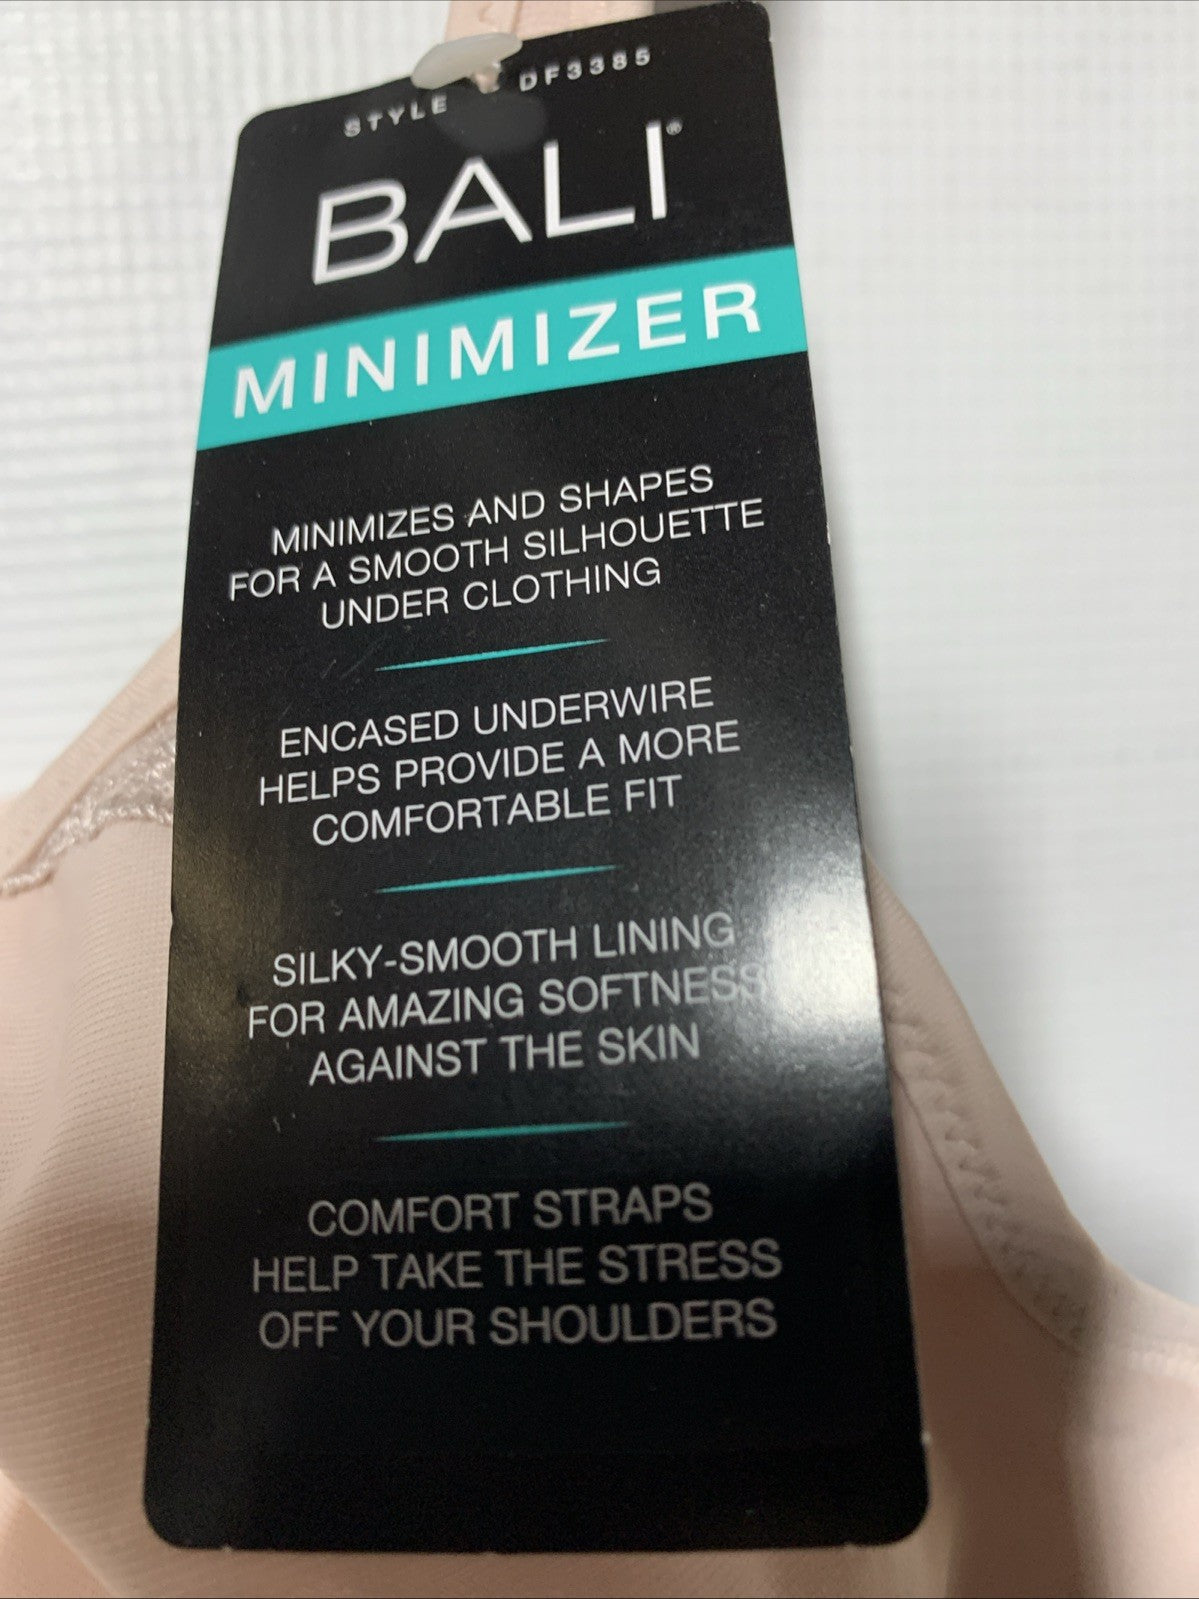 STYLE DF3385
BALI®
MINIMIZER
MINIMIZES AND SHAPES
FOR A SMOOTH SILHOUETTE
UNDER CLOTHING
ENCASED UNDERWIRE
HELPS PROVIDE A MORE
COMFORTABLE FIT
SILKY-SMOOTH LINING
FOR AMAZING SOFTNESS
AGAINST THE SKIN
COMFORT STRAPS
HELP TAKE THE STRESS
OFF YOUR SHOULDERS